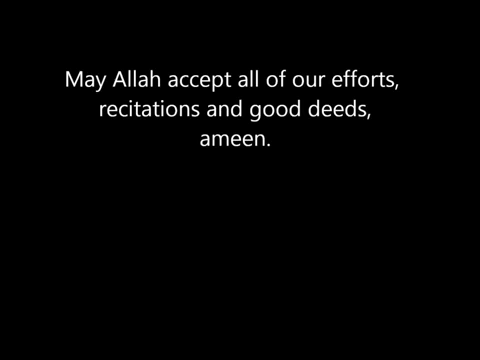 May Allah accept all of our efforts,
recitations and good deeds,
ameen.